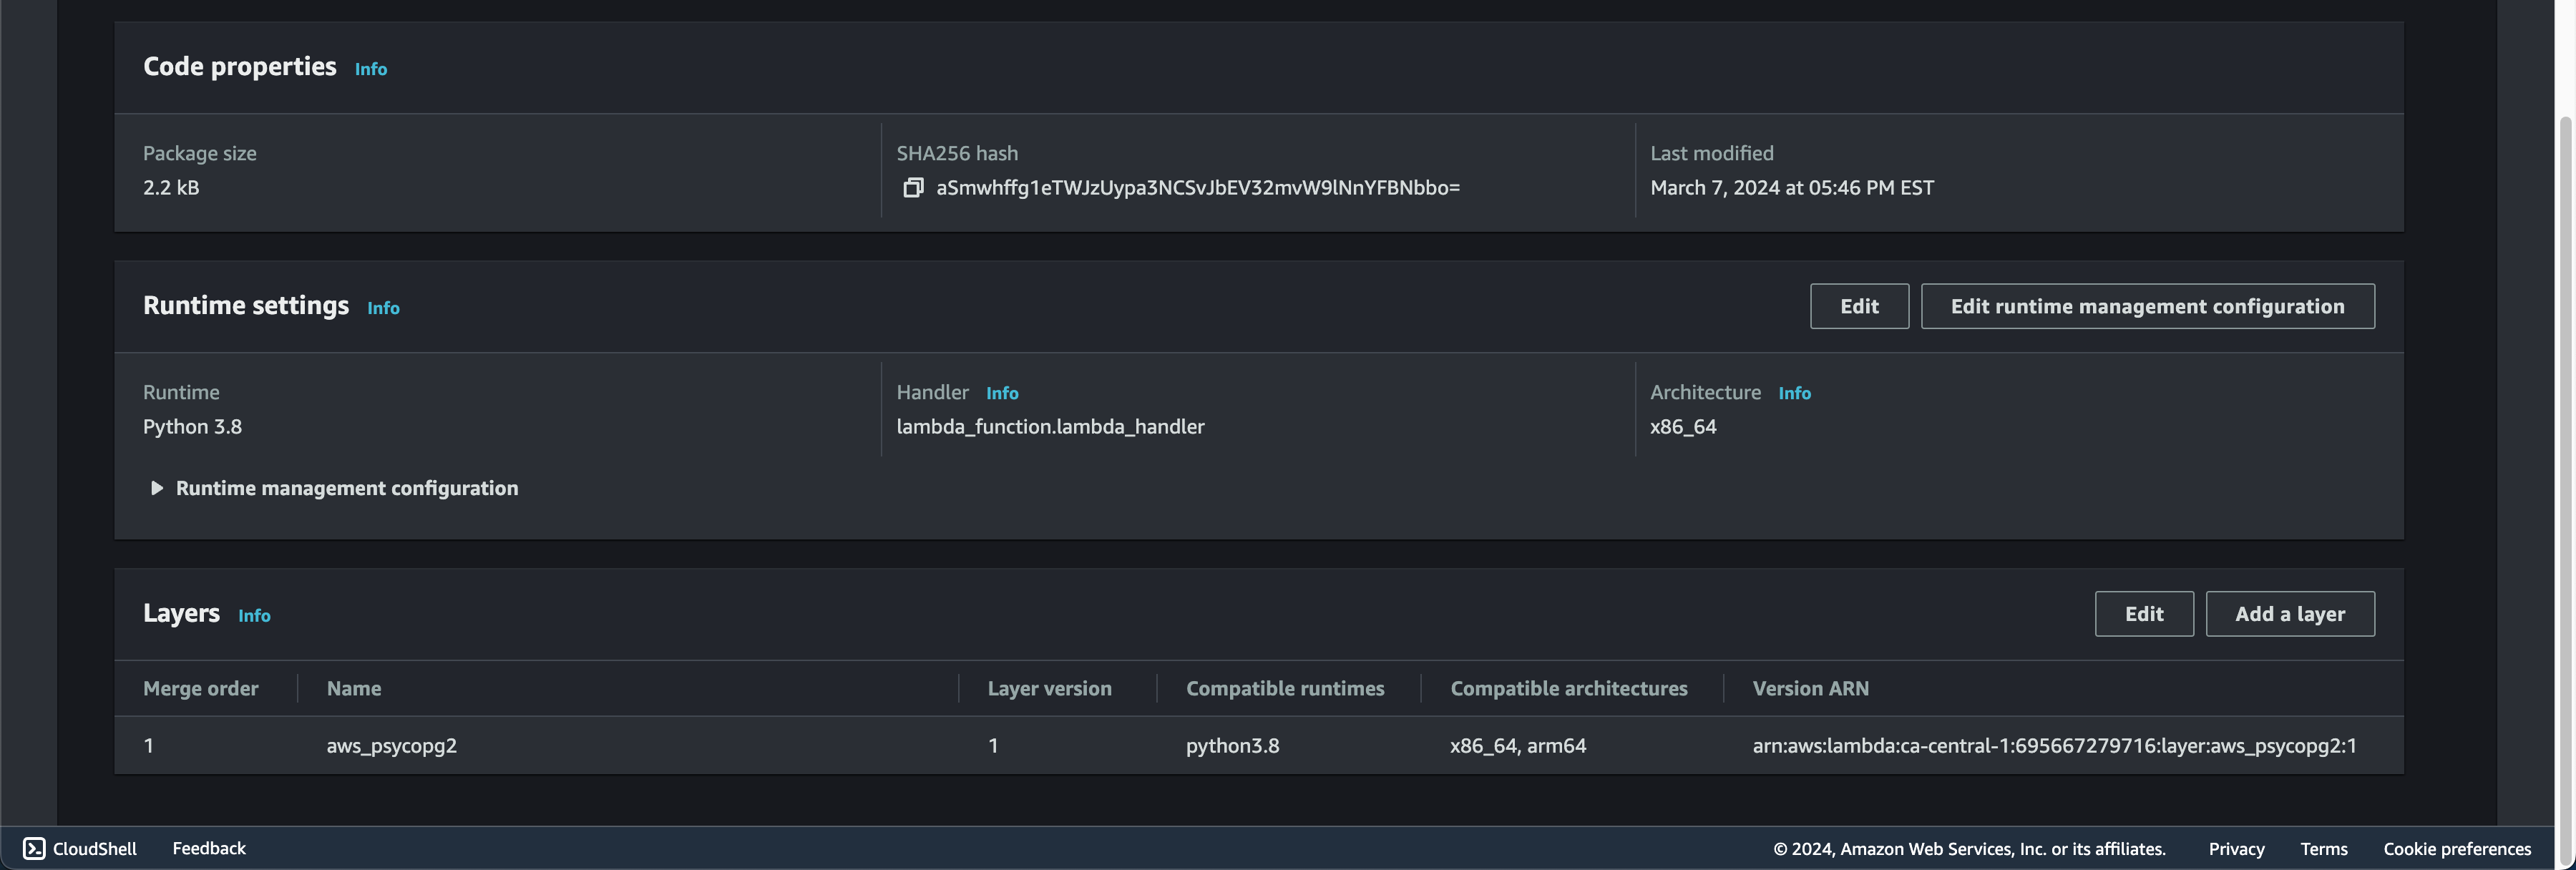 Code properties Info
Package size
2.2 kB
SHA256 hash
aSmwhffg1eTWJzUypa3NCSvJbEV32mvW9lNnYFBNbbo=
Last modified
March 7, 2024 at 05:46 PM EST
Runtime settings Info
Edit
Edit runtime management configuration
Runtime
Python 3.8
Handler Info
lambda_function.lambda_handler
Architecture Info
x86_64
Runtime management configuration
Layers Info
Edit
Add a layer
Merge order Name Layer version Compatible runtimes Compatible architectures Version ARN
1 aws_psycopg2 1 python3.8 x86_64, arm64 arn:aws:lambda:ca-central-1:695667279716:layer:aws_psycopg2:1
CloudShell Feedback © 2024, Amazon Web Services, Inc. or its affiliates. Privacy Terms Cookie preferences